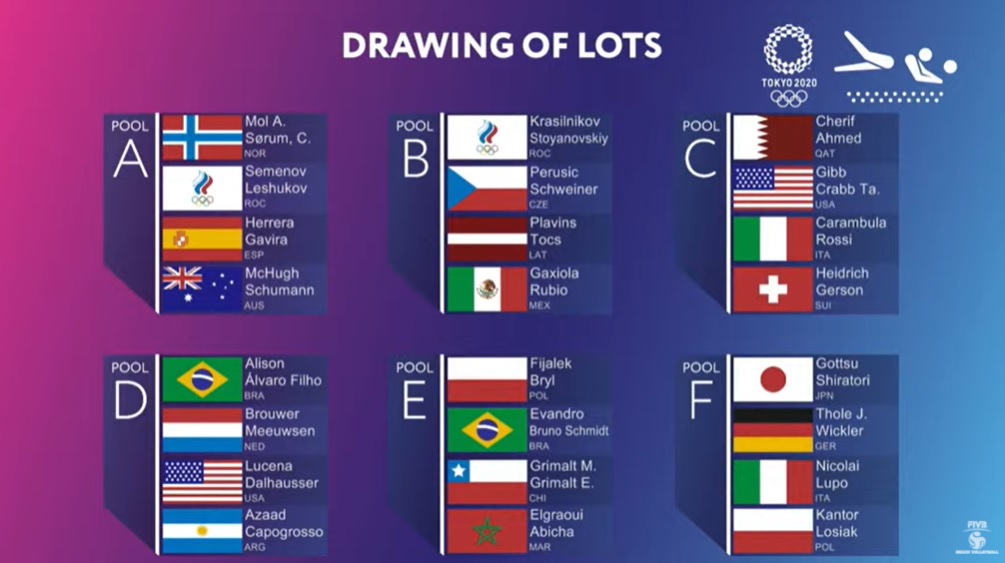 DRAWING OF LOTS
TOKYO 2020
POOL
A
Mol A.
Sørum, C.
NOR
Semenov
Leshukov
ROC
Herrera
Gavira
ESP
McHugh
Schumann
AUS
POOL
B
Krasilnikov
Stoyanovskiy
ROC
Perusic
Schweiner
CZE
Plavins
Tocs
LAT
Gaxiola
Rubio
MEX
POOL
C
Cherif
Ahmed
QAT
Gibb
Crabb Ta.
USA
Carambula
Rossi
ITA
Heidrich
Gerson
SUI
POOL
D
Alison
Álvaro Filho
BRA
Brouwer
Meeuwsen
NED
Lucena
Dalhausser
USA
Azaad
Capogrosso
ARG
POOL
E
Fijalek
Bryl
POL
Evandro
Bruno Schmidt
BRA
Grimalt M.
Grimalt E.
CHI
Elgraoui
Abicha
MAR
POOL
F
Gottsu
Shiratori
JPN
Thole J.
Wickler
GER
Nicolai
Lupo
ITA
Kantor
Losiak
POL
FIVB
BEACH VOLLEYBALL